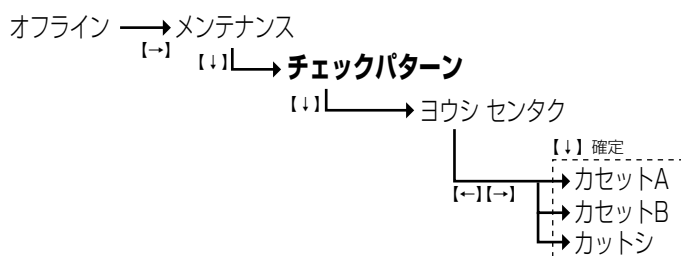 オフライン メンテナンス
【→】
【↓】 チェックパターン
【↓】 ヨウシ センタク
【↓】確定
【←】【→】 カセットA
カセットB
カットシ